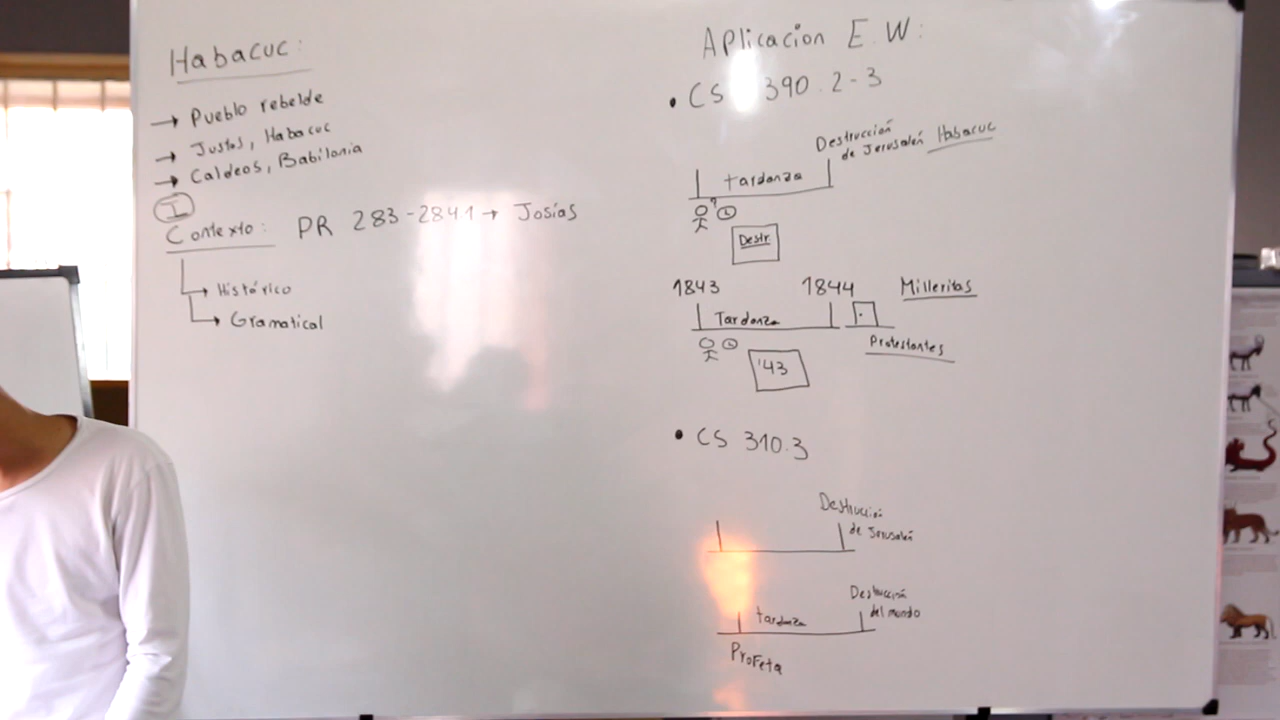 Habacuc:
→ Pueblo rebelde
→ Justos, Habacuc
→ Caldeos, Babilonia
I
Contexto: PR 283-284.1 → Josías
Histórico
Gramatical
Aplicacion E.W:
• CS 390.2-3
Destrucción
de Jerusalén Habacuc
tardanza
?
Destr.
1843 1844 Milleritas
Tardanza
Protestantes
'43
• CS 310.3
Destrucción
de Jerusalén
Destrucción
del mundo
tardanza
Profeta